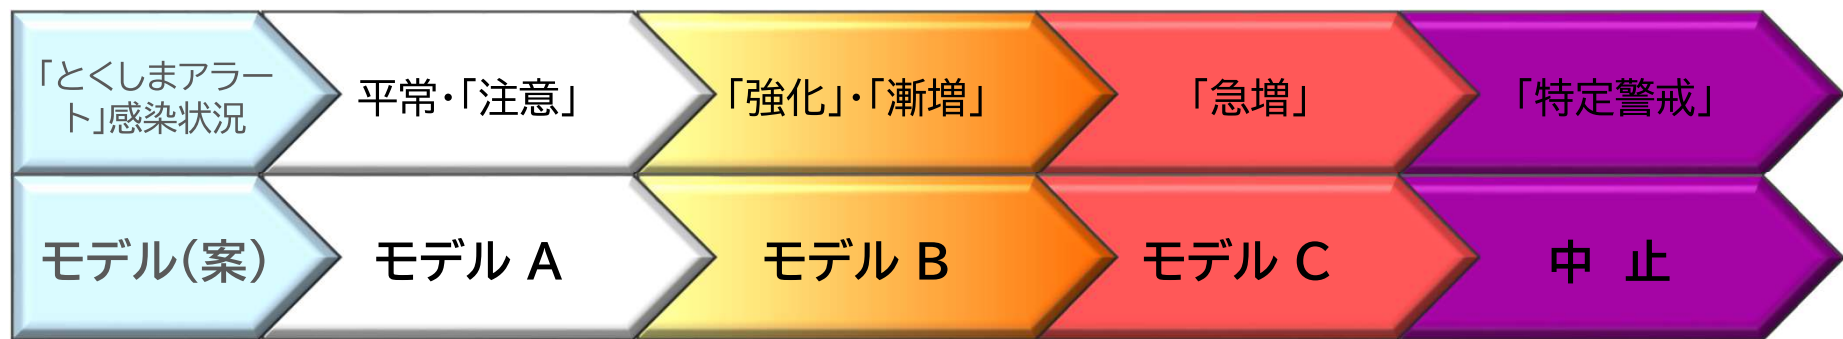 「とくしまアラー
ト」感染状況
平常・「注意」
「強化」・「漸増」
「急増」
「特定警戒」
モデル（案）
モデル A
モデル B
モデル C
中 止